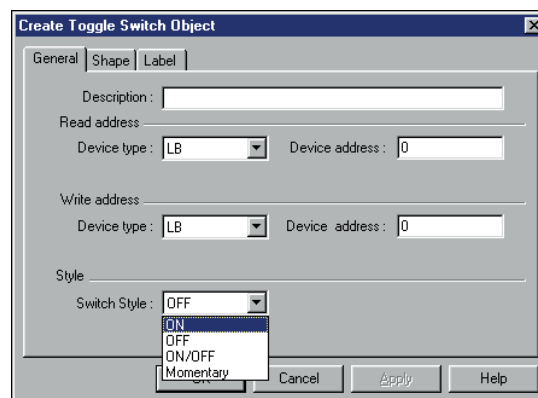 Create Toggle Switch Object
General Shape Label
Description :
Read address
Device type : LB Device address : 0
Write address
Device type : LB Device address : 0
Style
Switch Style : OFF
ON
OFF
ON/OFF
Momentary
Cancel Apply Help